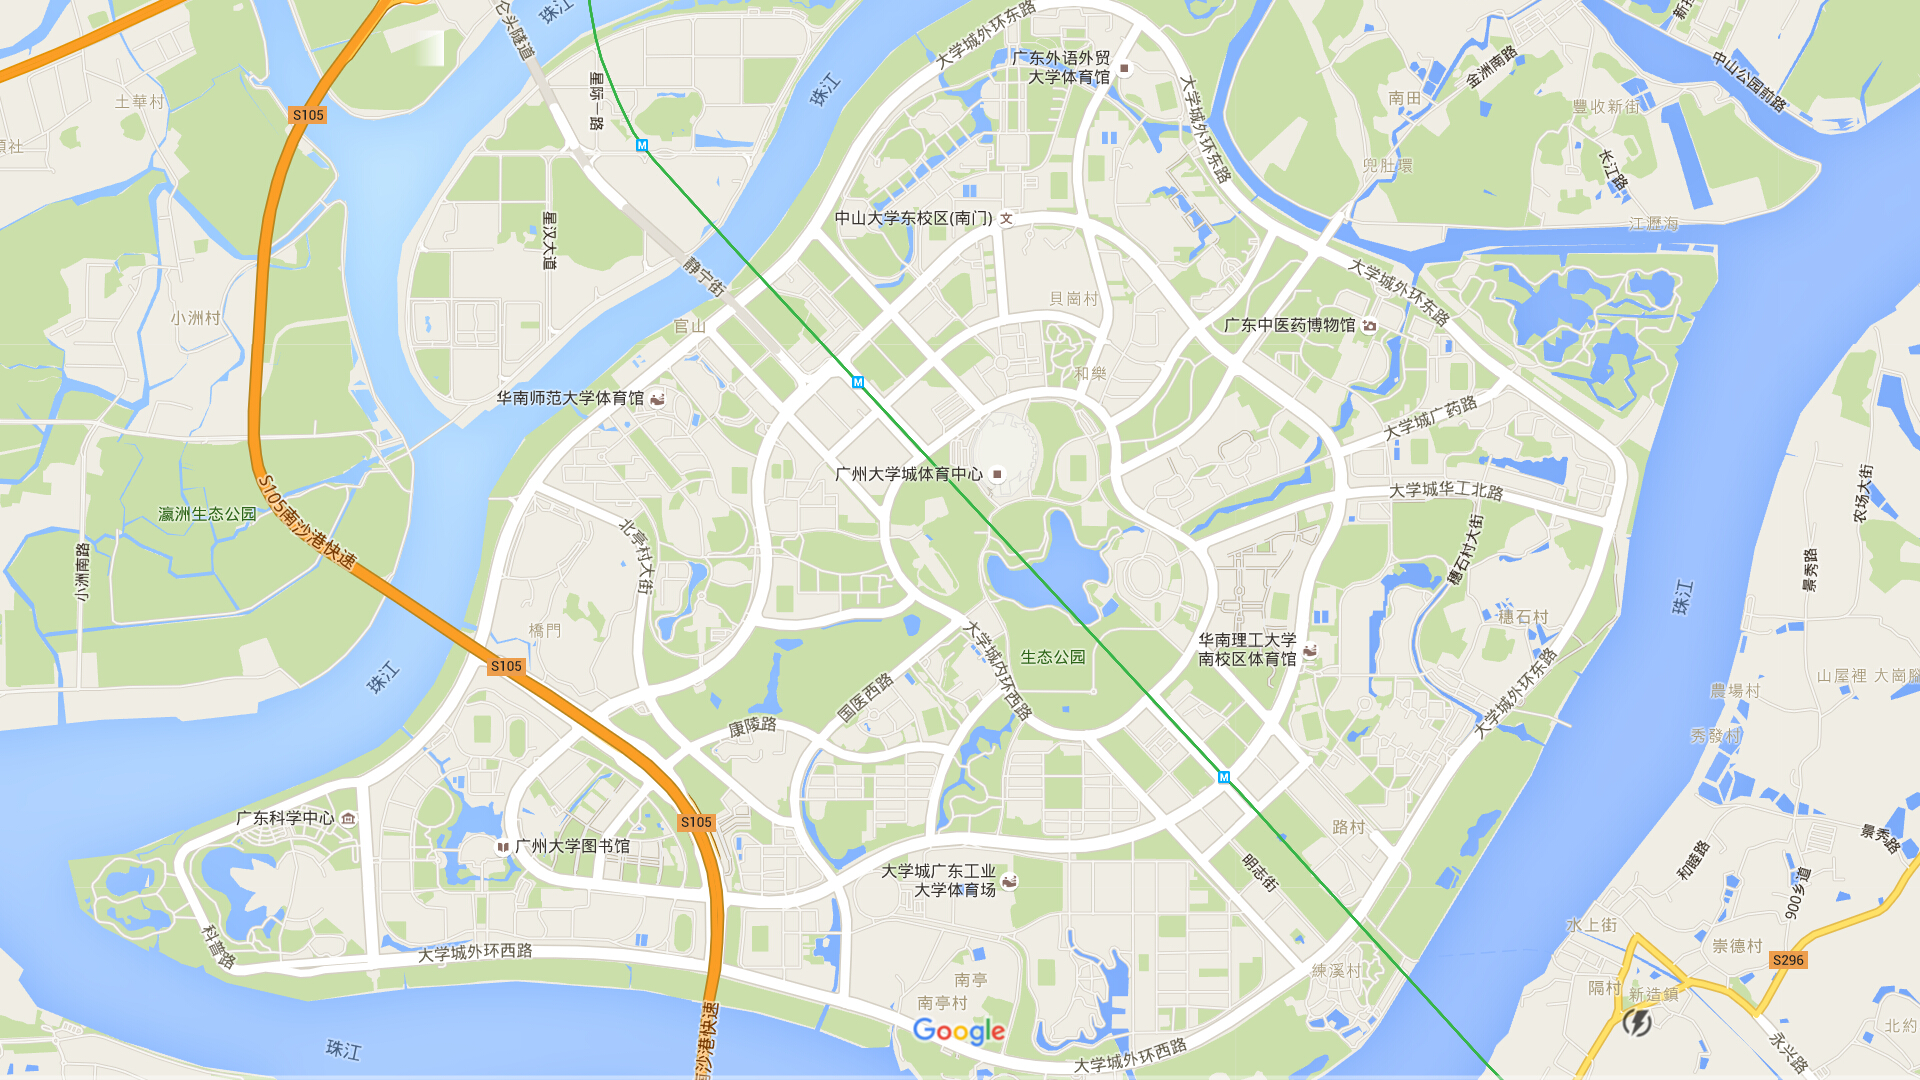 仑头隧道
珠江
大学城外环东路
广东外语外贸
大学体育馆
金洲南路
中山公园前路
南田
豐收新街
土華村
S105
星际一路
珠江
大学城外环东路
兜肚環
长江路
中山大学东校区(南门)
文
江瀝海
星汉大道
静宁街
大学城外环东路
貝崗村
小洲村
官山
广东中医药博物馆
和樂
华南师范大学体育馆
大学城广药路
广州大学城体育中心
大学城华工北路
农场大街
瀛洲生态公园
S105南沙港快速
北亭村大街
穗石村大街
小洲南路
景秀路
珠江
穗石村
橋門
大学城内环西路
华南理工大学
南校区体育馆
生态公园
S105
珠江
国医西路
大学城外环东路
山屋裡
農場村
康陵路
秀發村
广东科学中心
S105
路村
广州大学图书馆
景秀路
和睦路
大学城广东工业
大学体育场
明志街
900乡道
水上街
科普路
大学城外环西路
崇德村
S296
練溪村
南亭
隔村
新造鎮
南亭村
Google
北約
珠江
大学城外环西路
永兴路
南沙港快速